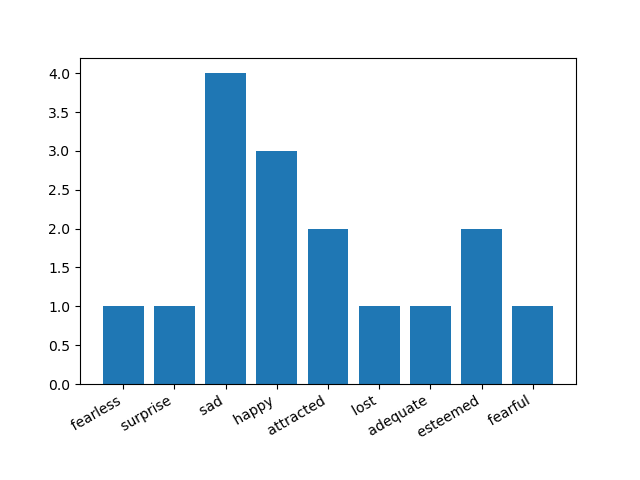 4.0
3.5
3.0
2.5
2.0
1.5
1.0
0.5
0.0
fearless
surprise
sad
happy
attracted
lost
adequate
esteemed
fearful